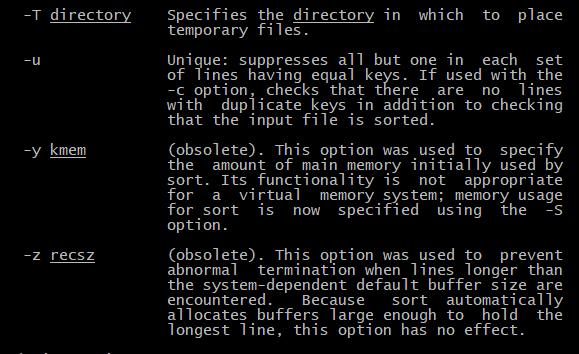 -T directory Specifies the directory in which to place
temporary files.
-u Unique: suppresses all but one in each set
of lines having equal keys. If used with the
-c option, checks that there are no lines
with duplicate keys in addition to checking
that the input file is sorted.
-y kmem (obsolete). This option was used to specify
the amount of main memory initially used by
sort. Its functionality is not appropriate
for a virtual memory system; memory usage
for sort is now specified using the -S
option.
-z recsz (obsolete). This option was used to prevent
abnormal termination when lines longer than
the system-dependent default buffer size are
encountered. Because sort automatically
allocates buffers large enough to hold the
longest line, this option has no effect.